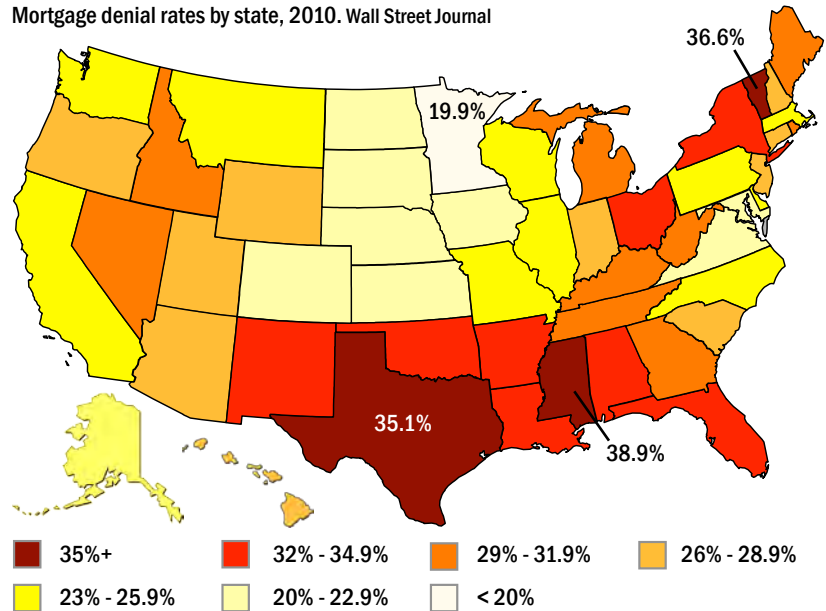 Mortgage denial rates by state, 2010. Wall Street Journal
36.6%
19.9%
35.1%
38.9%
35%+
32% - 34.9%
29% - 31.9%
26% - 28.9%
23% - 25.9%
20% - 22.9%
< 20%